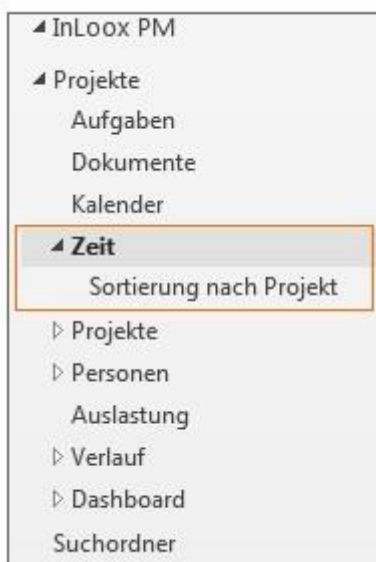 InLoox PM
Projekte
Aufgaben
Dokumente
Kalender
Zeit
Sortierung nach Projekt
Projekte
Personen
Auslastung
Verlauf
Dashboard
Suchordner